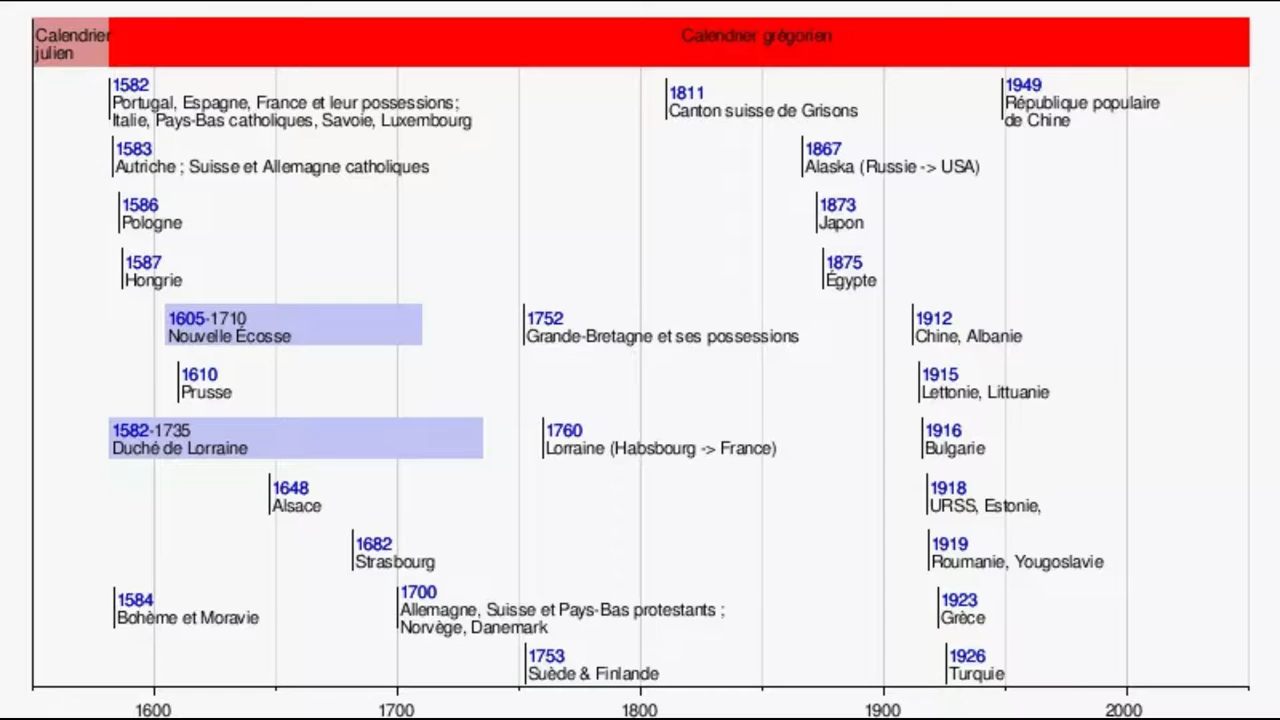 Calendrier
julien
Calendrier grégorien
1582
Portugal, Espagne, France et leur possessions;
Italie, Pays-Bas catholiques, Savoie, Luxembourg
1811
Canton suisse de Grisons
1949
République populaire
de Chine
1583
Autriche ; Suisse et Allemagne catholiques
1867
Alaska (Russie -> USA)
1586
Pologne
1873
Japon
1587
Hongrie
1875
Égypte
1605-1710
Nouvelle Écosse
1752
Grande-Bretagne et ses possessions
1912
Chine, Albanie
1610
Prusse
1915
Lettonie, Littuanie
1582-1735
Duché de Lorraine
1760
Lorraine (Habsbourg -> France)
1916
Bulgarie
1648
Alsace
1918
URSS, Estonie,
1682
Strasbourg
1919
Roumanie, Yougoslavie
1584
Bohème et Moravie
1700
Allemagne, Suisse et Pays-Bas protestants ;
Norvège, Danemark
1923
Grèce
1753
Suède & Finlande
1926
Turquie
1600 1700 1800 1900 2000